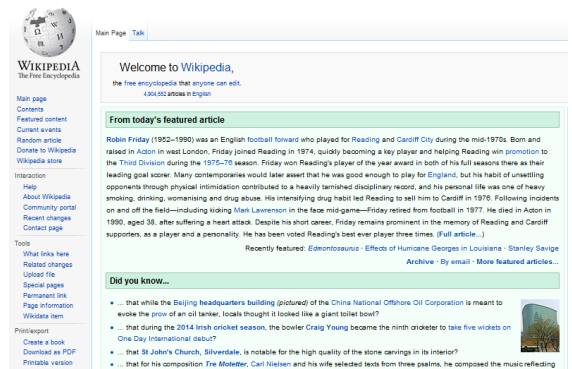 WIKIPEDIA
The Free Encyclopedia
Main page
Contents
Featured content
Current events
Random article
Donate to Wikipedia
Wikipedia store
Interaction
Help
About Wikipedia
Community portal
Recent changes
Contact page
Tools
What links here
Related changes
Upload file
Special pages
Permanent link
Page information
Wikidata item
Print/export
Create a book
Download as PDF
Printable version
Main Page Talk
Welcome to Wikipedia,
the free encyclopedia that anyone can edit.
4,904,552 articles in English
From today's featured article
Robin Friday (1952–1990) was an English football forward who played for Reading and Cardiff City during the mid-1970s. Born and
raised in Acton in west London, Friday joined Reading in 1974, quickly becoming a key player and helping Reading win promotion to
the Third Division during the 1975–76 season. Friday won Reading's player of the year award in both of his full seasons there as their
leading goal scorer. Many contemporaries would later assert that he was good enough to play for England, but his habit of unsettling
opponents through physical intimidation contributed to a heavily tarnished disciplinary record, and his personal life was one of heavy
smoking, drinking, womanising and drug abuse. His intensifying drug habit led Reading to sell him to Cardiff in 1976. Following incidents
on and off the field—including kicking Mark Lawrenson in the face mid-game—Friday retired from football in 1977. He died in Acton in
1990, aged 38, after suffering a heart attack. Despite his short career, Friday remains prominent in the memory of Reading and Cardiff
supporters, as a player and a personality. He has been voted Reading's best ever player three times. (Full article...)
Recently featured: Edmontosaurus · Effects of Hurricane Georges in Louisiana · Stanley Savige
Archive · By email · More featured articles...
Did you know...
... that while the Beijing headquarters building (pictured) of the China National Offshore Oil Corporation is meant to
evoke the prow of an oil tanker, locals thought it looked like a giant toilet bowl?
... that during the 2014 Irish cricket season, the bowler Craig Young became the ninth cricketer to take five wickets on
One Day International debut?
... that St John's Church, Silverdale, is notable for the high quality of the stone carvings in its interior?
... that for his composition Tre Motetter, Carl Nielsen and his wife selected texts from three psalms, he composed the music reflecting